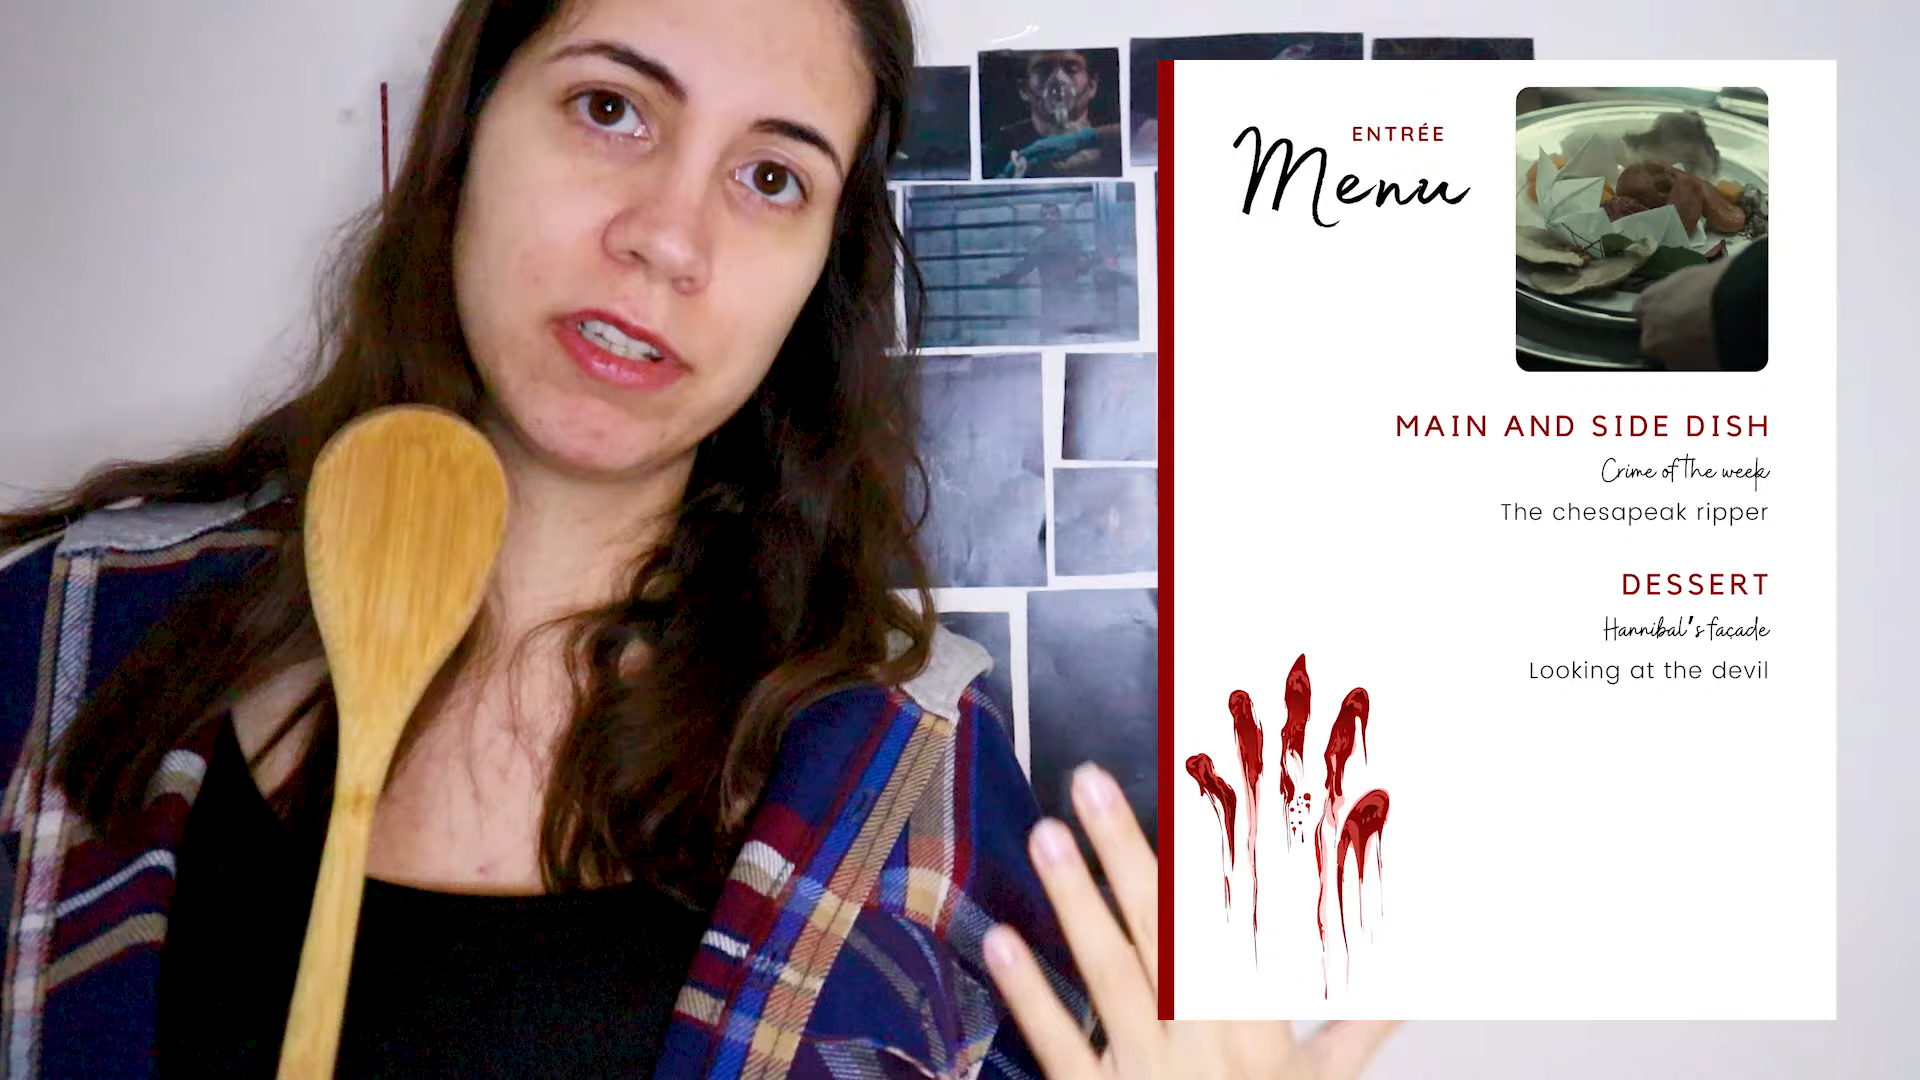 ENTRÉE
Menu
MAIN AND SIDE DISH
Crime of the week
The chesapeak ripper
DESSERT
Hannibal's façade
Looking at the devil